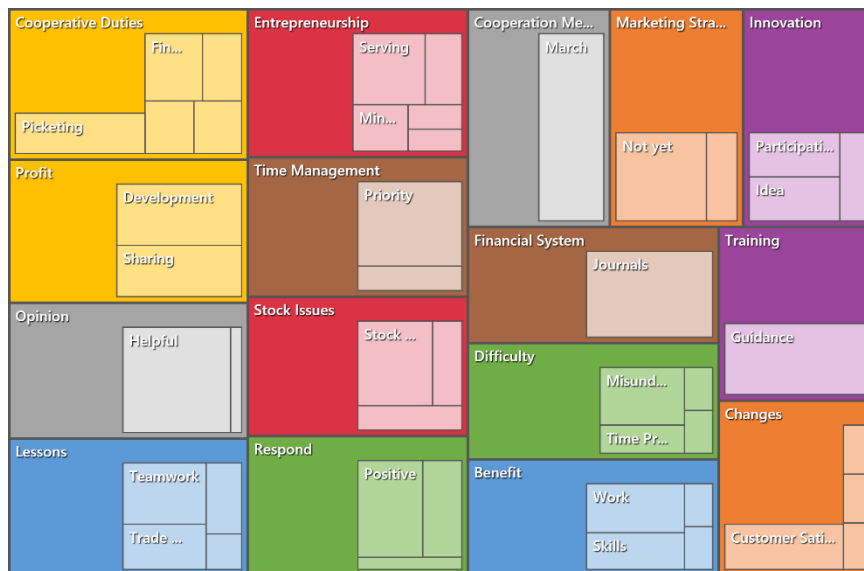 Cooperative Duties
Fin...
Picketing
Profit
Development
Sharing
Opinion
Helpful
Lessons
Teamwork
Trade ...
Entrepreneurship
Serving
Min...
Time Management
Priority
Stock Issues
Stock ...
Respond
Positive
Cooperation Me...
March
Marketing Stra...
Not yet
Innovation
Participati...
Idea
Financial System
Journals
Training
Guidance
Difficulty
Misund...
Time Pr...
Benefit
Work
Skills
Changes
Customer Sati...